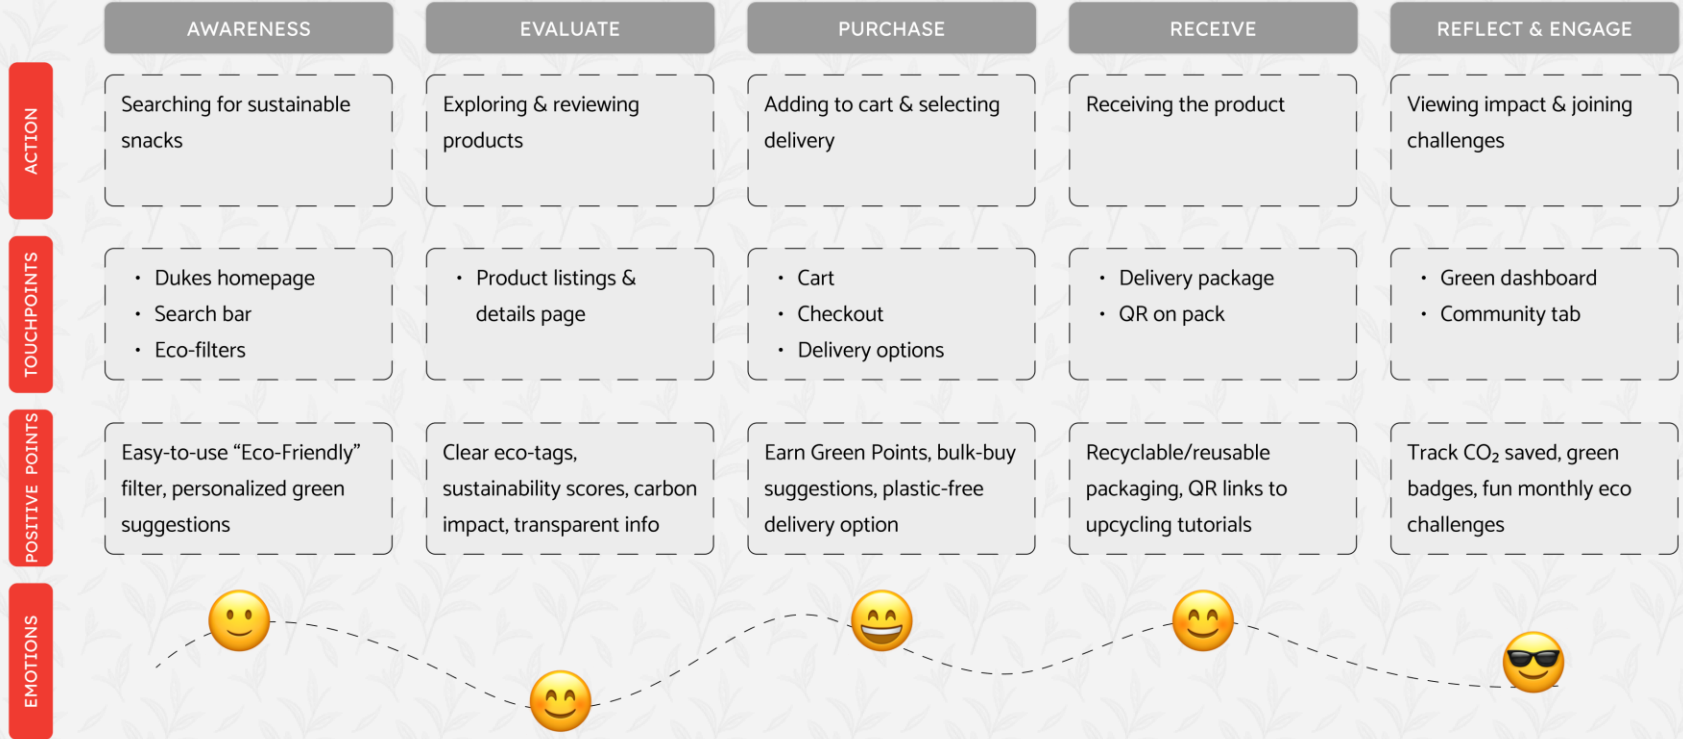 AWARENESS
EVALUATE
PURCHASE
RECEIVE
REFLECT & ENGAGE
ACTION
Searching for sustainable
snacks
Exploring & reviewing
products
Adding to cart & selecting
delivery
Receiving the product
Viewing impact & joining
challenges
TOUCHPOINTS
• Dukes homepage
• Search bar
• Eco-filters
• Product listings &
details page
• Cart
• Checkout
• Delivery options
• Delivery package
• QR on pack
• Green dashboard
• Community tab
POSITIVE POINTS
Easy-to-use “Eco-Friendly”
filter, personalized green
suggestions
Clear eco-tags,
sustainability scores, carbon
impact, transparent info
Earn Green Points, bulk-buy
suggestions, plastic-free
delivery option
Recyclable/reusable
packaging, QR links to
upcycling tutorials
Track CO₂ saved, green
badges, fun monthly eco
challenges
EMOTIONS